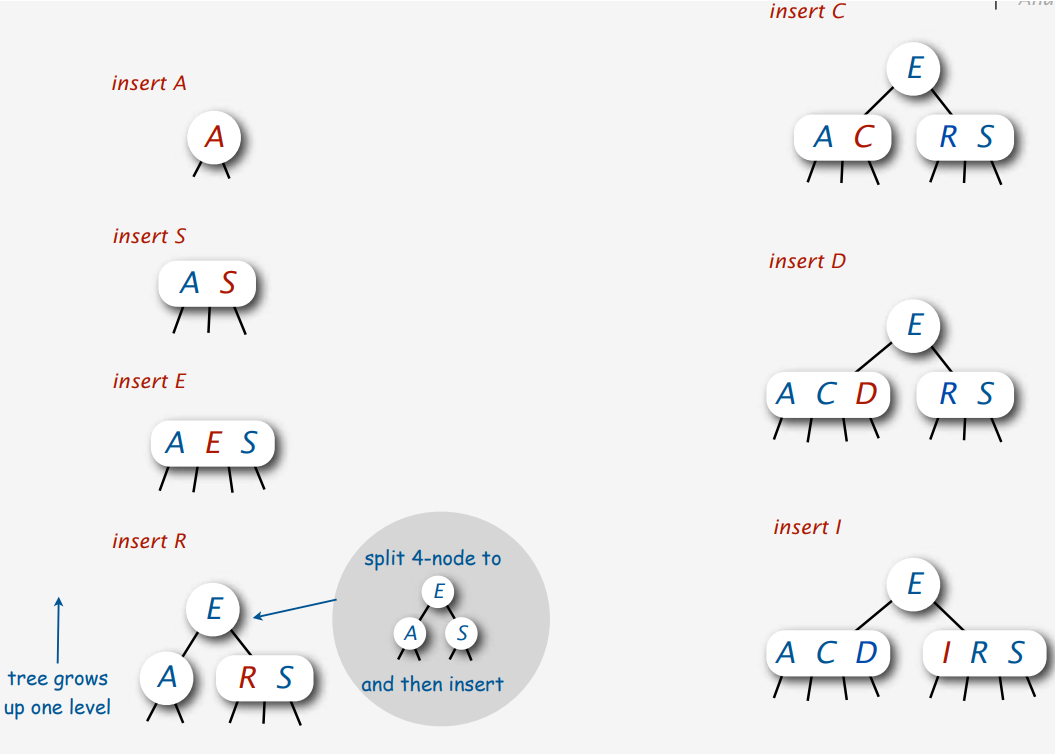 insert A
A
insert S
A S
insert E
A E S
insert R
E
A
R S
tree grows
up one level
split 4-node to
E
A S
and then insert
insert C
E
A C
R S
insert D
E
A C D
R S
insert I
E
A C D
I R S